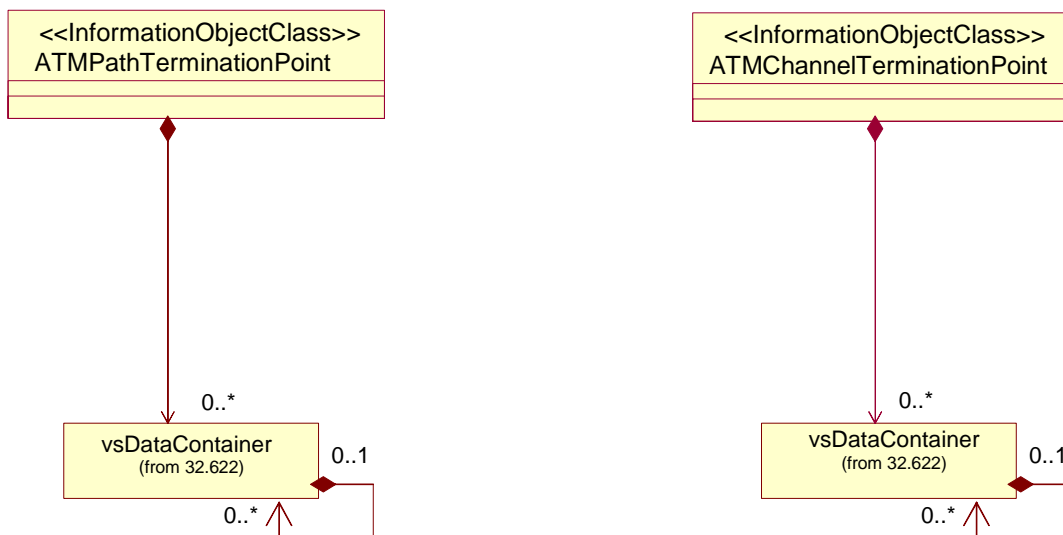 <<InformationObjectClass>>
ATMPathTerminationPoint
0..*
vsDataContainer
(from 32.622)
0..1
0..*
<<InformationObjectClass>>
ATMChannelTerminationPoint
0..*
vsDataContainer
(from 32.622)
0..1
0..*